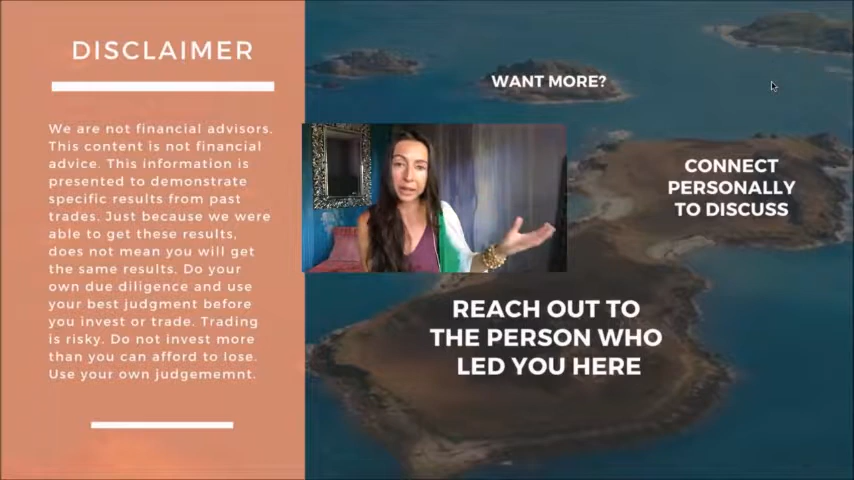 DISCLAIMER
We are not financial advisors.
This content is not financial
advice. This information is
presented to demonstrate
specific results from past
trades. Just because we were
able to get these results,
does not mean you will get
the same results. Do your
own due diligence and use
your best judgment before
you invest or trade. Trading
is risky. Do not invest more
than you can afford to lose.
Use your own judgememnt.
WANT MORE?
CONNECT
PERSONALLY
TO DISCUSS
REACH OUT TO
THE PERSON WHO
LED YOU HERE